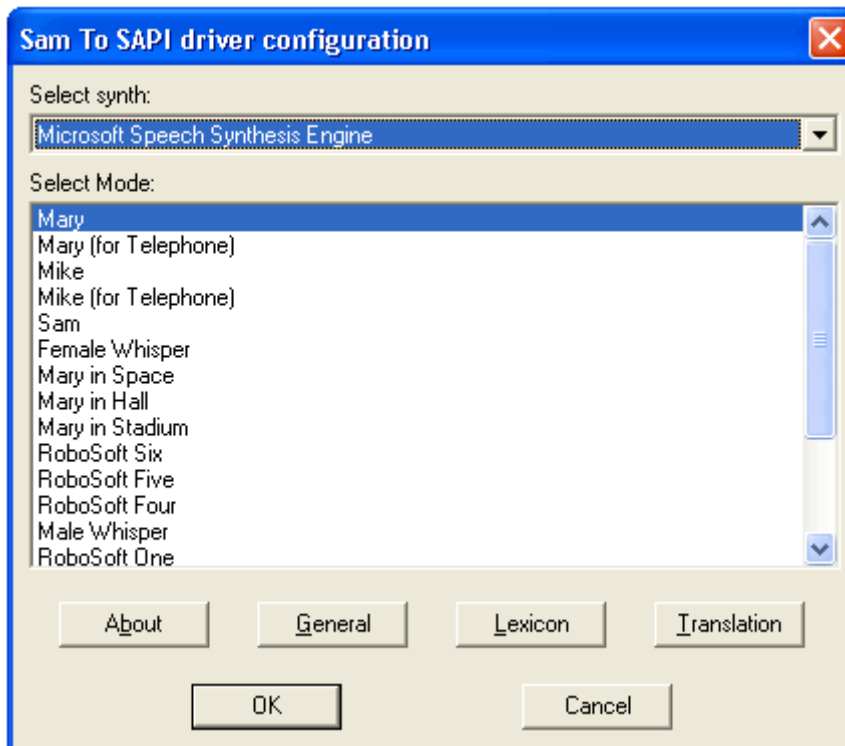 Sam To SAPI driver configuration
Select synth:
Microsoft Speech Synthesis Engine
Select Mode:
Mary
Mary (for Telephone)
Mike
Mike (for Telephone)
Sam
Female Whisper
Mary in Space
Mary in Hall
Mary in Stadium
RoboSoft Six
RoboSoft Five
RoboSoft Four
Male Whisper
RoboSoft One
About General Lexicon Translation
OK Cancel